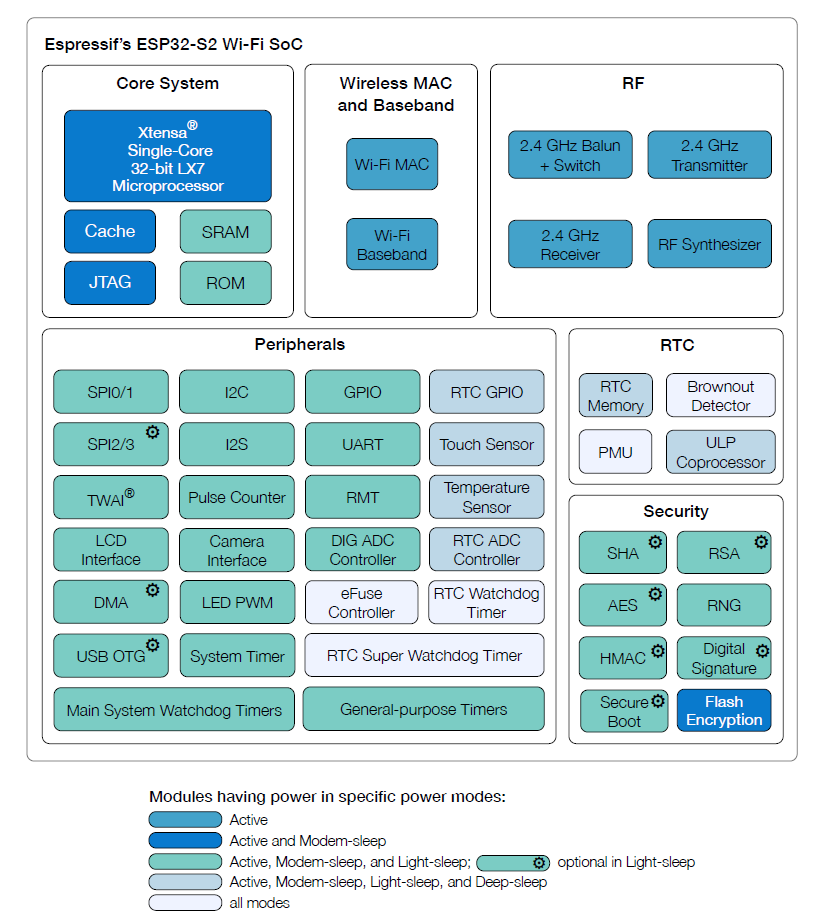 Espressif's ESP32-S2 Wi-Fi SoC
Core System
Xtensa®
Single-Core
32-bit LX7
Microprocessor
Cache
SRAM
JTAG
ROM
Wireless MAC
and Baseband
Wi-Fi MAC
Wi-Fi
Baseband
RF
2.4 GHz Balun
+ Switch
2.4 GHz
Transmitter
2.4 GHz
Receiver
RF Synthesizer
Peripherals
SPI0/1
I2C
GPIO
RTC GPIO
SPI2/3
I2S
UART
Touch Sensor
TWAI®
Pulse Counter
RMT
Temperature
Sensor
LCD
Interface
Camera
Interface
DIG ADC
Controller
RTC ADC
Controller
DMA
LED PWM
eFuse
Controller
RTC Watchdog
Timer
USB OTG
System Timer
RTC Super Watchdog Timer
Main System Watchdog Timers
General-purpose Timers
RTC
RTC
Memory
Brownout
Detector
PMU
ULP
Coprocessor
Security
SHA
RSA
AES
RNG
HMAC
Digital
Signature
Secure
Boot
Flash
Encryption
Modules having power in specific power modes:
Active
Active and Modem-sleep
Active, Modem-sleep, and Light-sleep; optional in Light-sleep
Active, Modem-sleep, Light-sleep, and Deep-sleep
all modes